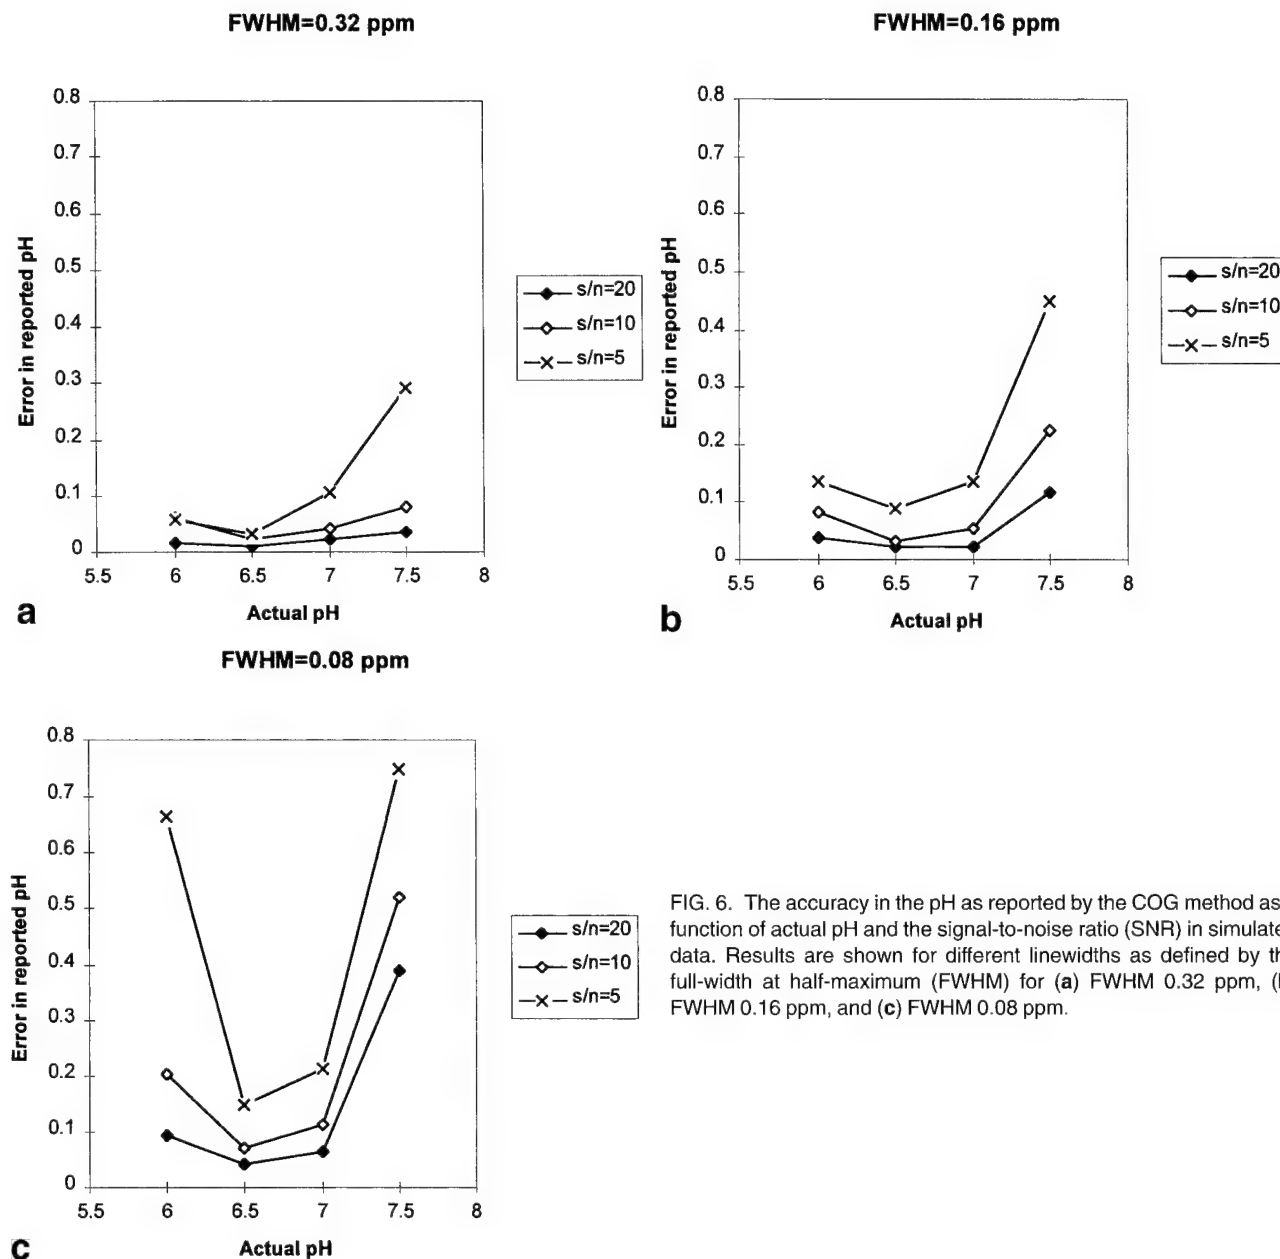 FWHM=0.32 ppm
0.8
0.7
0.6
0.5
0.4
0.3
0.2
0.1
0
Error in reported pH
5.5 6 6.5 7 7.5 8
Actual pH
s/n=20
s/n=10
s/n=5
a
FWHM=0.16 ppm
0.8
0.7
0.6
0.5
0.4
0.3
0.2
0.1
0
Error in reported pH
5.5 6 6.5 7 7.5 8
Actual pH
s/n=20
s/n=10
s/n=5
b
FWHM=0.08 ppm
0.8
0.7
0.6
0.5
0.4
0.3
0.2
0.1
0
Error in reported pH
5.5 6 6.5 7 7.5 8
Actual pH
s/n=20
s/n=10
s/n=5
c
FIG. 6. The accuracy in the pH as reported by the COG method as
function of actual pH and the signal-to-noise ratio (SNR) in simulate
data. Results are shown for different linewidths as defined by th
full-width at half-maximum (FWHM) for (a) FWHM 0.32 ppm, (
FWHM 0.16 ppm, and (c) FWHM 0.08 ppm.